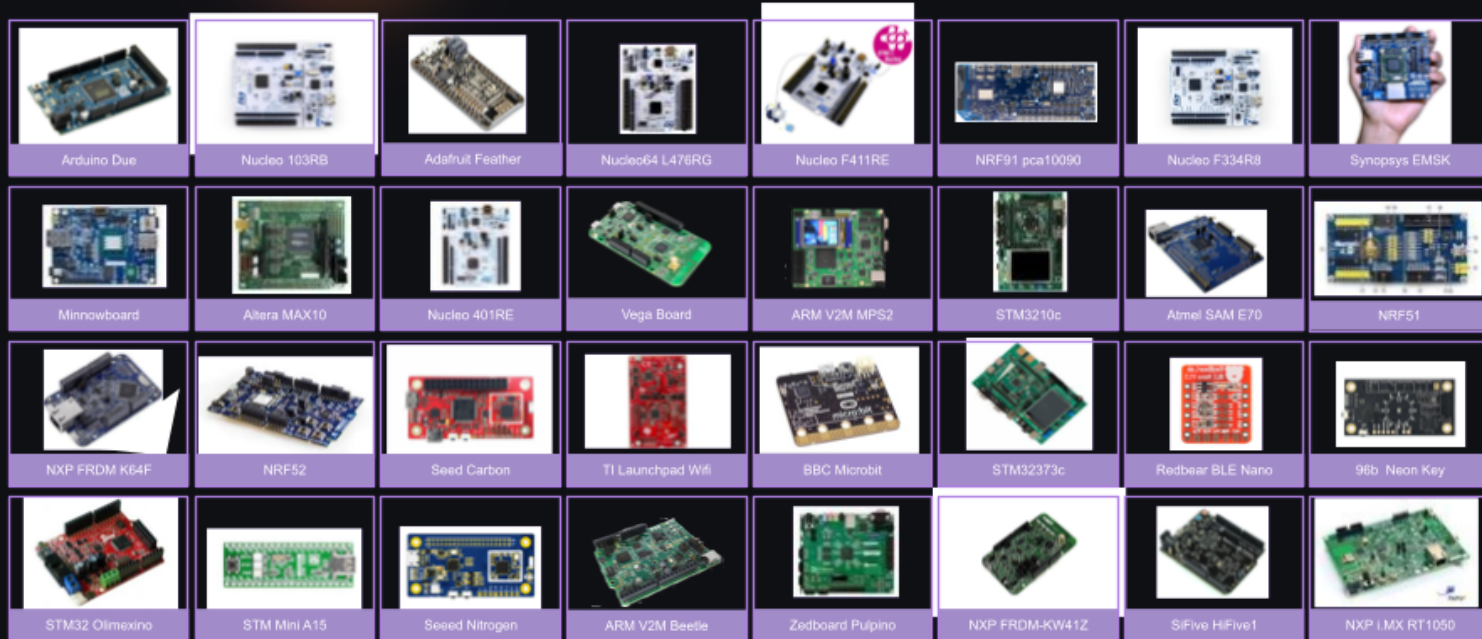 Arduino Due
Nucleo 103RB
Adafruit Feather
Nucleo64 L476RG
Nucleo F411RE
NRF91 pca10090
Nucleo F334R8
Synopsys EMSK
Minnowboard
Altera MAX10
Nucleo 401RE
Vega Board
ARM V2M MPS2
STM3210c
Atmel SAM E70
NRF51
NXP FRDM K64F
NRF52
Seed Carbon
TI Launchpad Wifi
BBC Microbit
STM32373c
Redbear BLE Nano
96b Neon Key
STM32 Olimexino
STM Mini A15
Seeed Nitrogen
ARM V2M Beetle
Zedboard Pulpino
NXP FRDM-KW41Z
SiFive HiFive1
NXP i.MX RT1050
micro:bit